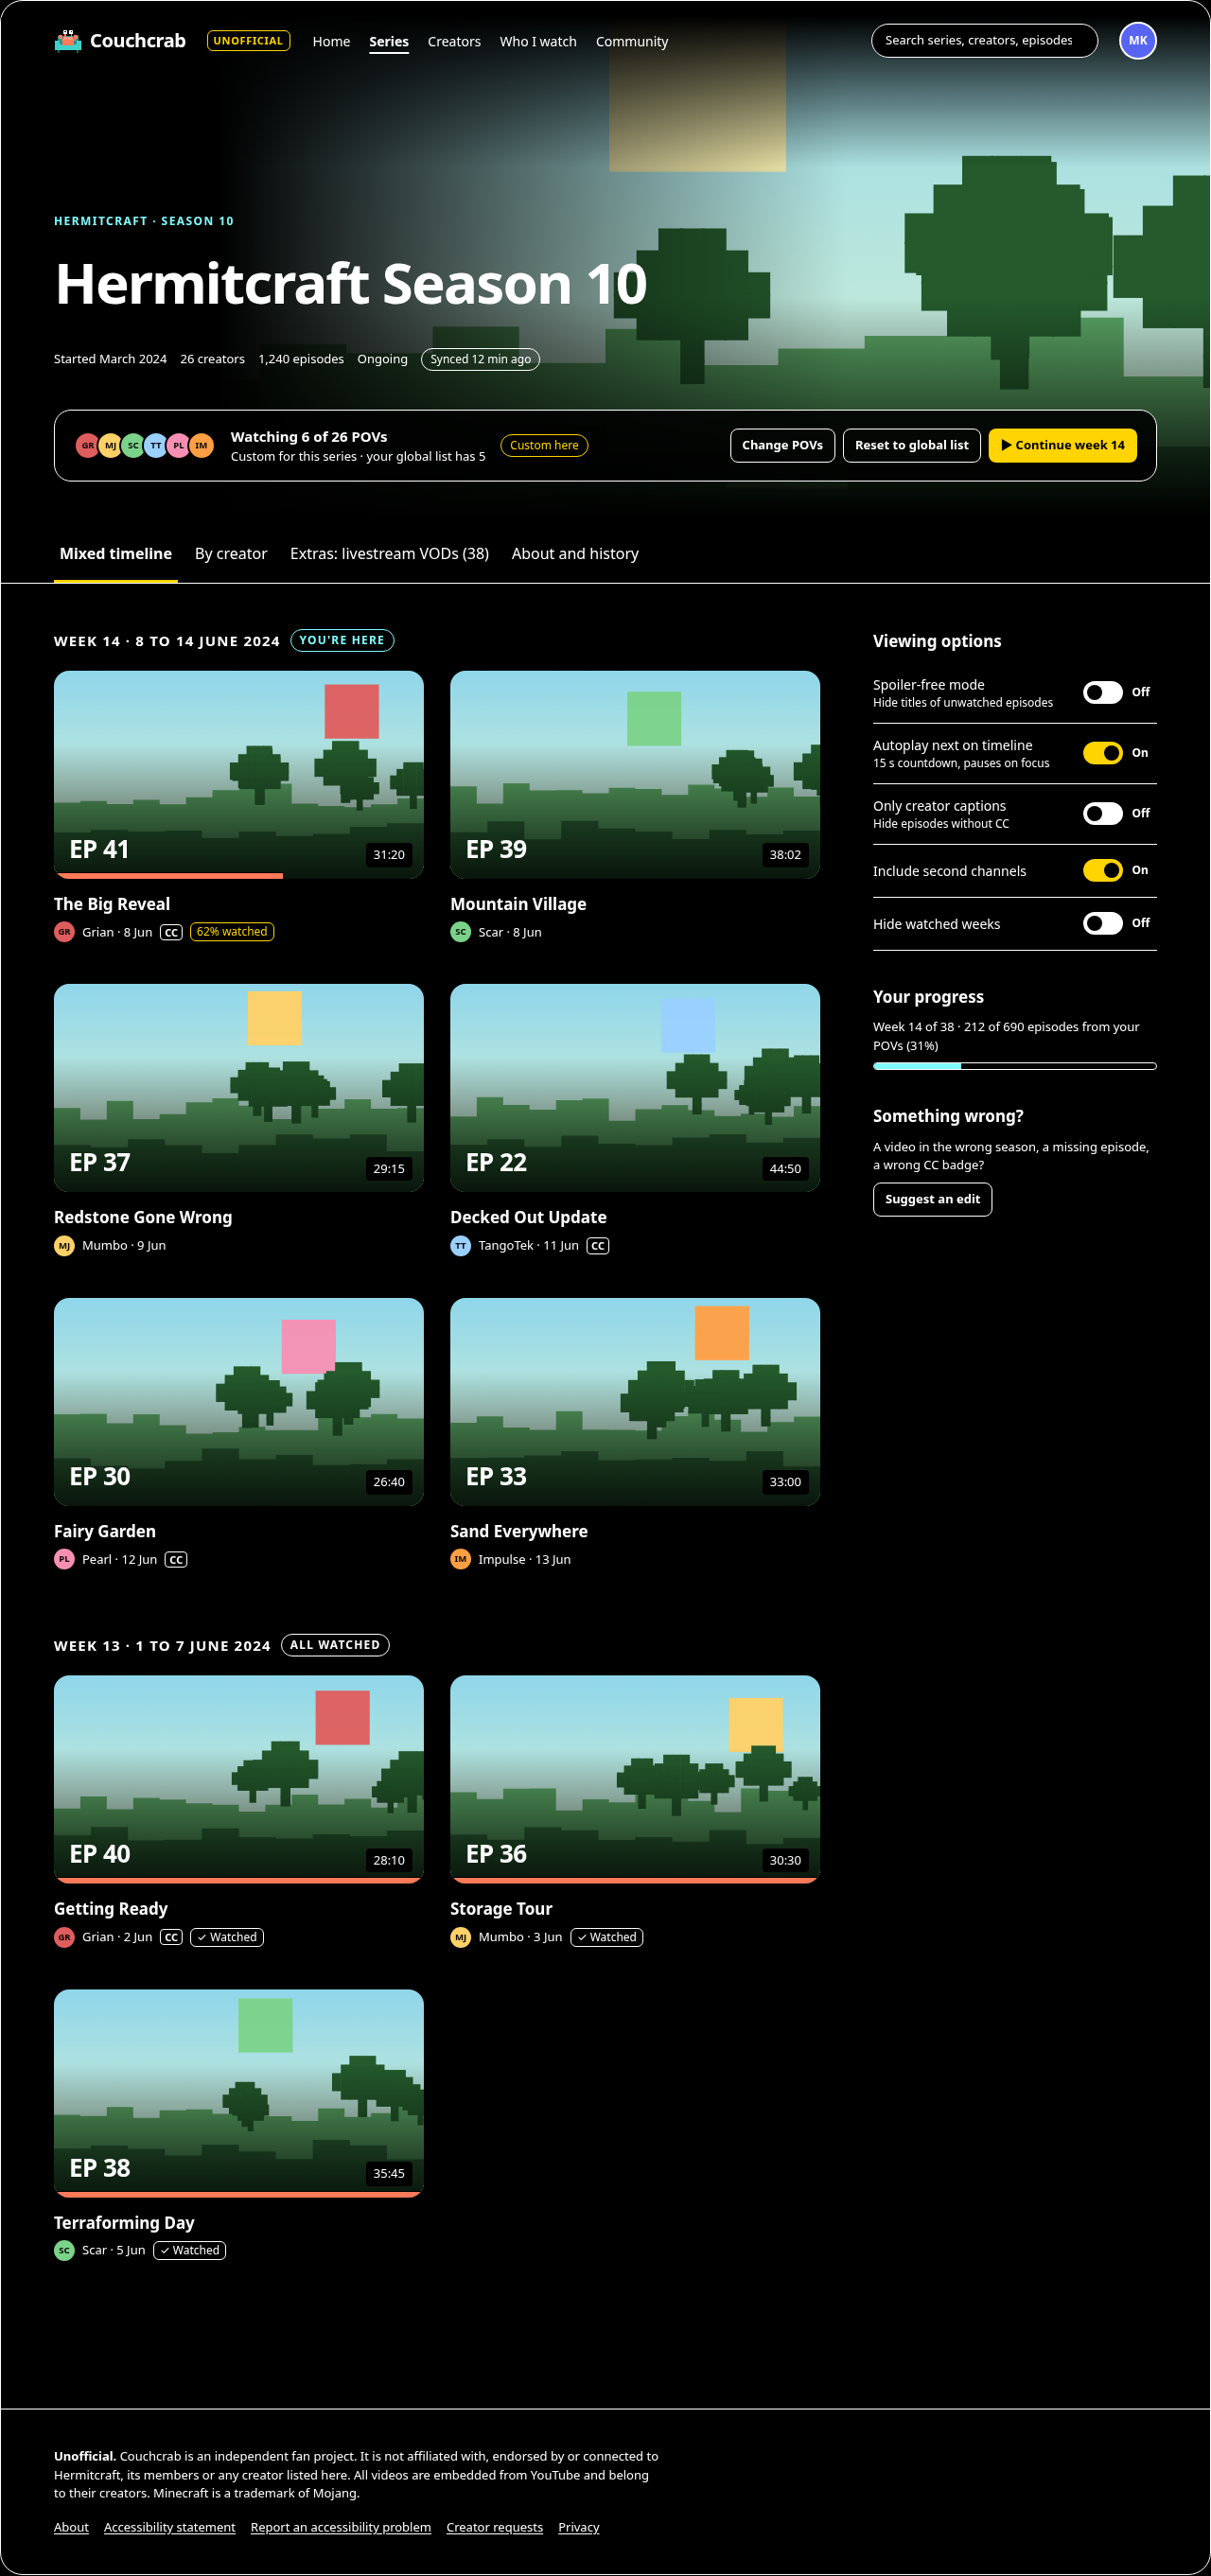 Couchcrab
UNOFFICIAL
Home
Series
Creators
Who I watch
Community
Search series, creators, episodes
MK
HERMITCRAFT · SEASON 10
Hermitcraft Season 10
Started March 2024
26 creators
1,240 episodes
Ongoing
Synced 12 min ago
GR
MJ
SC
TT
PL
IM
Watching 6 of 26 POVs
Custom for this series · your global list has 5
Custom here
Change POVs
Reset to global list
▶ Continue week 14
Mixed timeline
By creator
Extras: livestream VODs (38)
About and history
WEEK 14 · 8 TO 14 JUNE 2024
YOU'RE HERE
EP 41
31:20
The Big Reveal
GR
Grian · 8 Jun
CC
62% watched
EP 39
38:02
Mountain Village
SC
Scar · 8 Jun
EP 37
29:15
Redstone Gone Wrong
MJ
Mumbo · 9 Jun
EP 22
44:50
Decked Out Update
TT
TangoTek · 11 Jun
CC
EP 30
26:40
Fairy Garden
PL
Pearl · 12 Jun
CC
EP 33
33:00
Sand Everywhere
IM
Impulse · 13 Jun
WEEK 13 · 1 TO 7 JUNE 2024
ALL WATCHED
EP 40
28:10
Getting Ready
GR
Grian · 2 Jun
CC
✓ Watched
EP 36
30:30
Storage Tour
MJ
Mumbo · 3 Jun
✓ Watched
EP 38
35:45
Terraforming Day
SC
Scar · 5 Jun
✓ Watched
Viewing options
Spoiler-free mode
Hide titles of unwatched episodes
Off
Autoplay next on timeline
15 s countdown, pauses on focus
On
Only creator captions
Hide episodes without CC
Off
Include second channels
On
Hide watched weeks
Off
Your progress
Week 14 of 38 · 212 of 690 episodes from your
POVs (31%)
Something wrong?
A video in the wrong season, a missing episode,
a wrong CC badge?
Suggest an edit
Unofficial. Couchcrab is an independent fan project. It is not affiliated with, endorsed by or connected to
Hermitcraft, its members or any creator listed here. All videos are embedded from YouTube and belong
to their creators. Minecraft is a trademark of Mojang.
About
Accessibility statement
Report an accessibility problem
Creator requests
Privacy